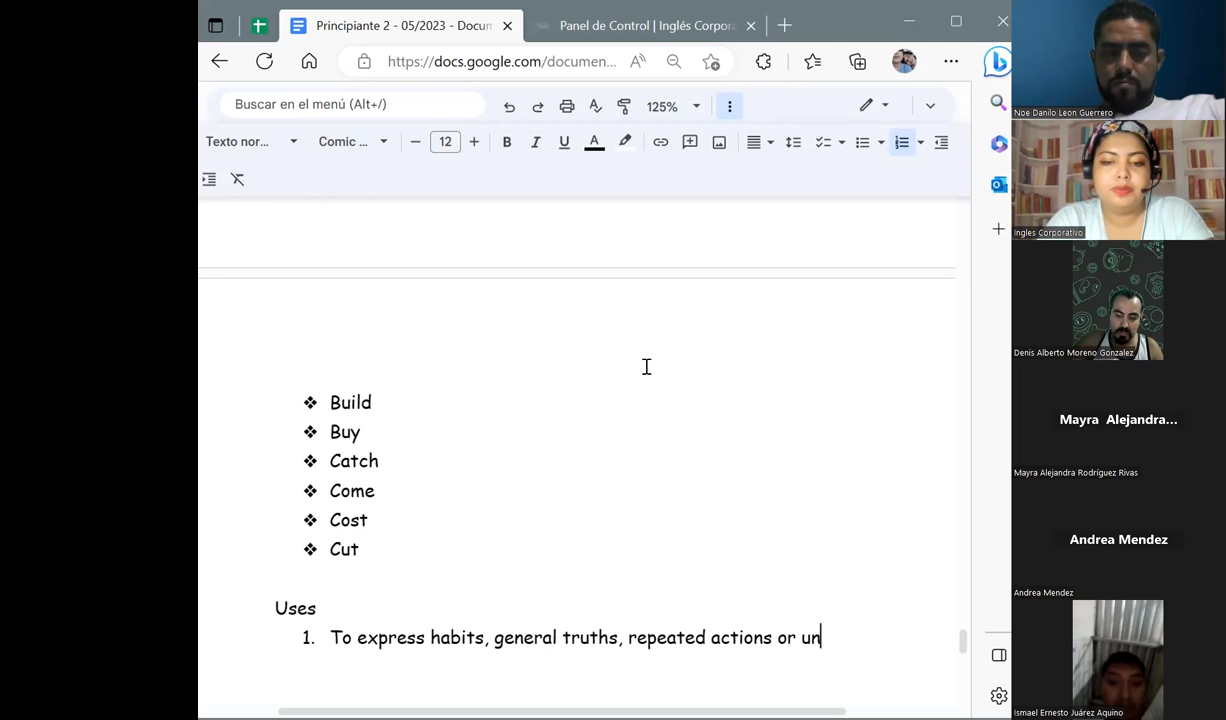 Principiante 2 - 05/2023 - Docum
Panel de Control | Inglés Corpora
https://docs.google.com/documen...
Buscar en el menú (Alt+/)
125%
Texto nor...
Comic ...
12
Build
Buy
Catch
Come
Cost
Cut
Uses
1. To express habits, general truths, repeated actions or un
Noe Danilo Leon Guerrero
Ingles Corporativo
Denis Alberto Moreno Gonzalez
Mayra Alejandra...
Mayra Alejandra Rodríguez Rivas
Andrea Mendez
Andrea Mendez
Ismael Ernesto Juárez Aquino